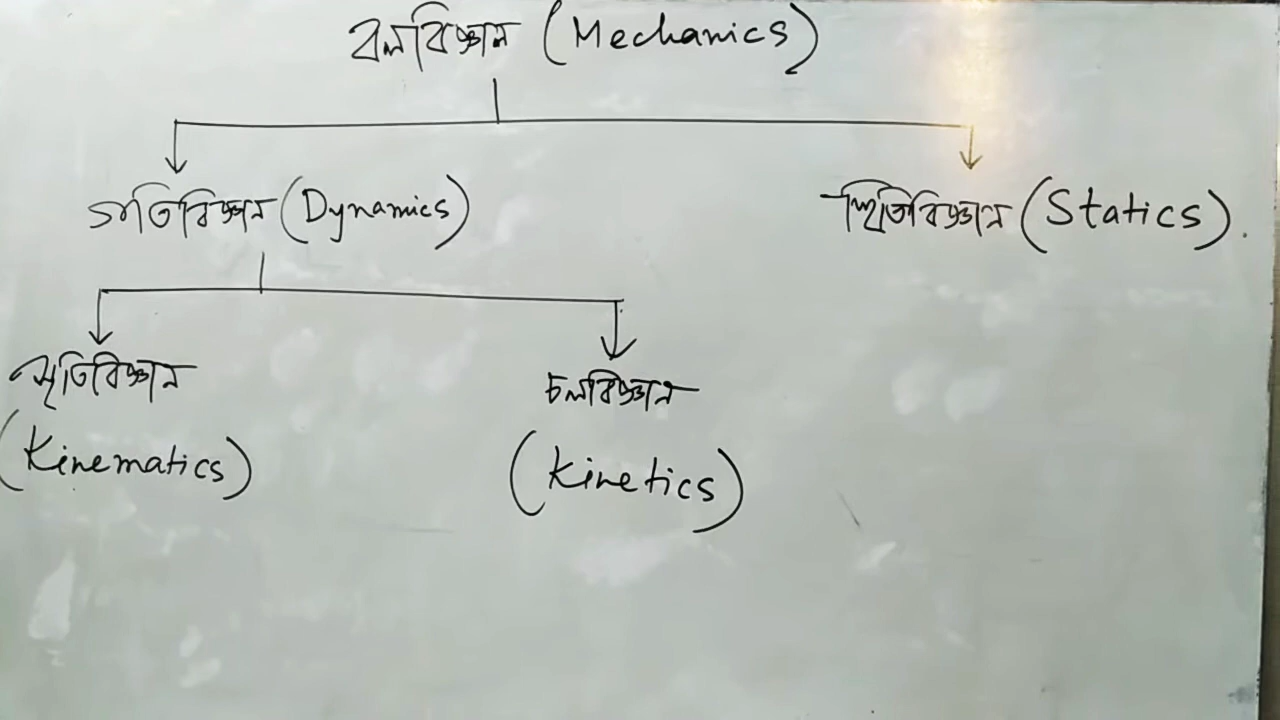 বলবিজ্ঞান (Mechanics)
গতিবিজ্ঞান (Dynamics)
স্থিতিবিজ্ঞান (Statics).
সৃতিবিজ্ঞান
চলবিজ্ঞান
(Kinematics)
(Kinetics)